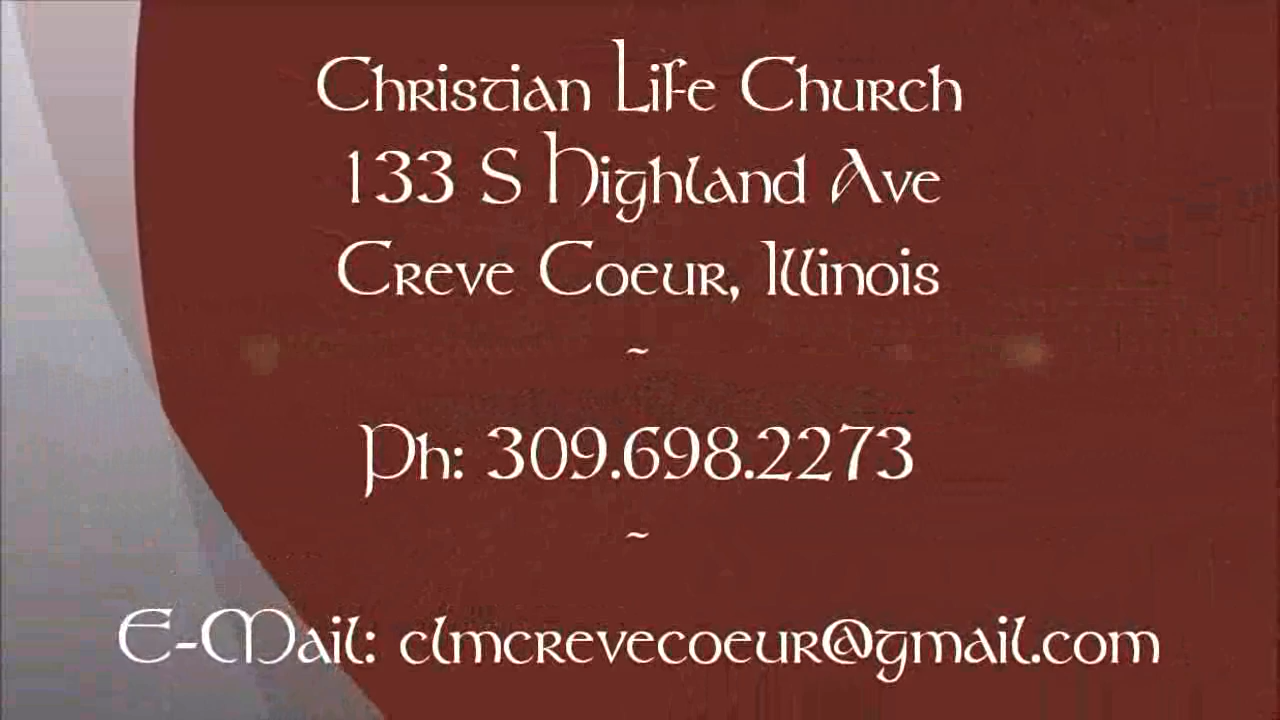 Christian Life Church
133 S Highland Ave
Creve Coeur, Illinois
~
Ph: 309.698.2273
~
E-Mail: clmcrevecoeur@gmail.com